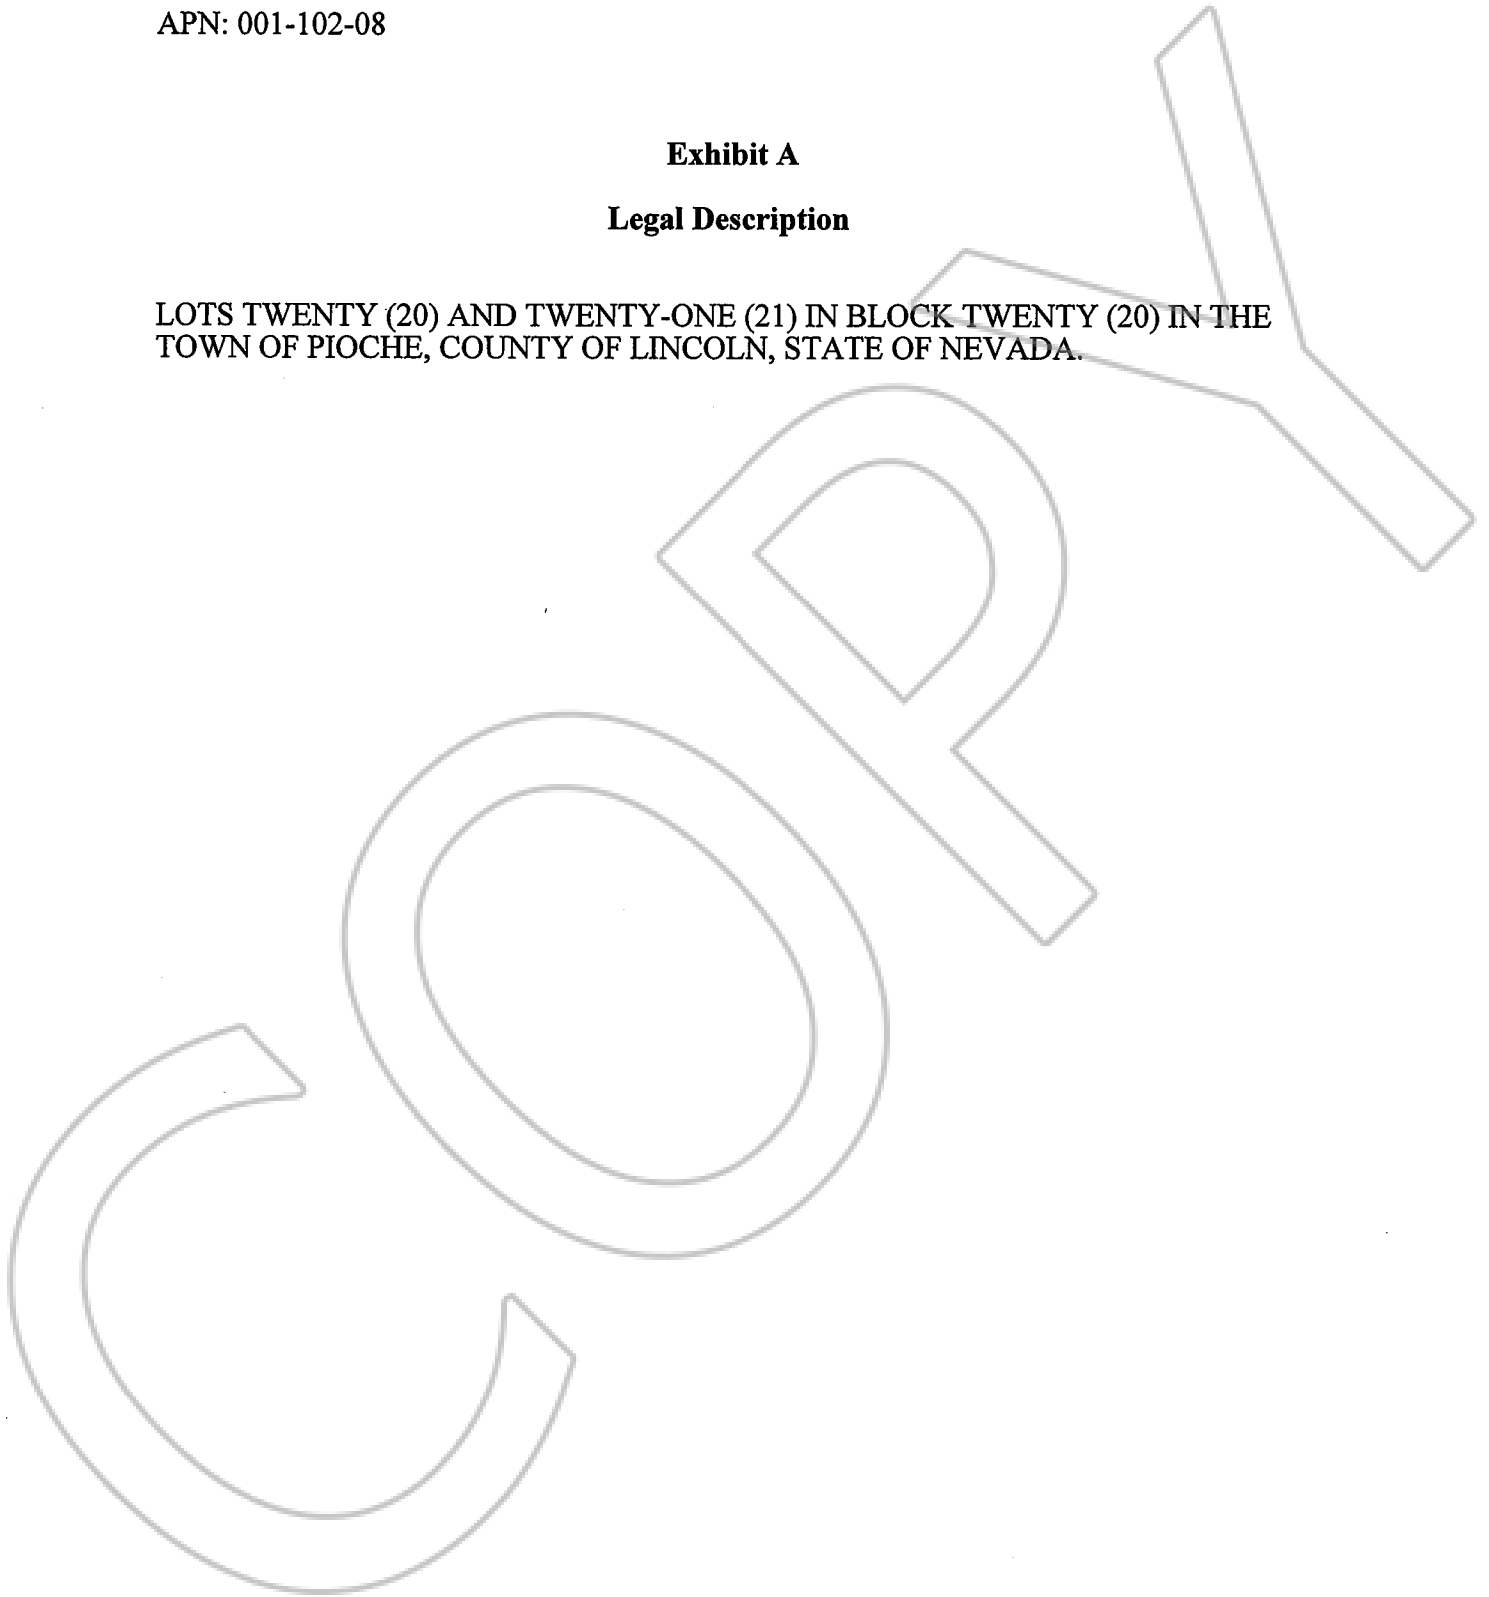 APN: 001-102-08
Exhibit A
Legal Description
LOTS TWENTY (20) AND TWENTY-ONE (21) IN BLOCK TWENTY (20) IN THE
TOWN OF PIOCHE, COUNTY OF LINCOLN, STATE OF NEVADA.
COPY